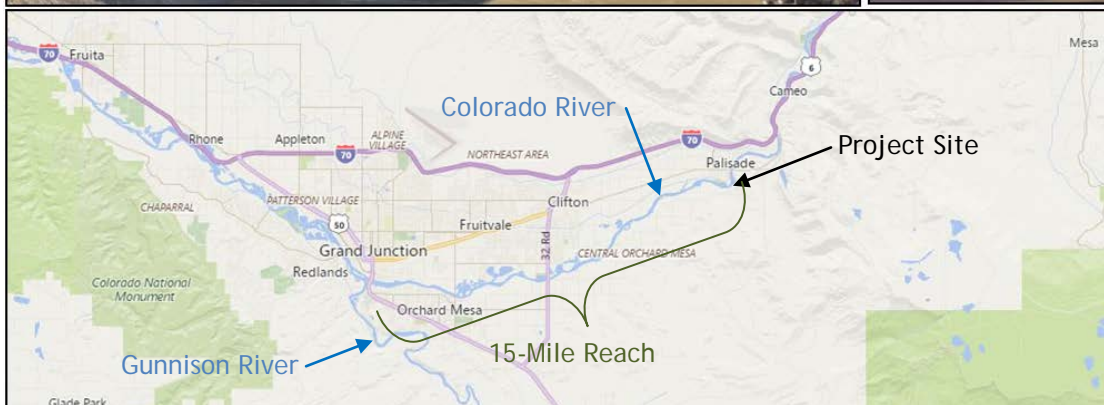 Fruita
70
Mesa
6
Cameo
Colorado River
Rhone
Appleton
ALPINE
VILLAGE
70
NORTHEAST AREA
70
Project Site
Palisade
CHAPARRAL
PATTERSON VILLAGE
50
Clifton
Fruitvale
32 Rd
Grand Junction
CENTRAL ORCHARD MESA
Redlands
Colorado National
Monument
Orchard Mesa
15-Mile Reach
Gunnison River
Glade Park